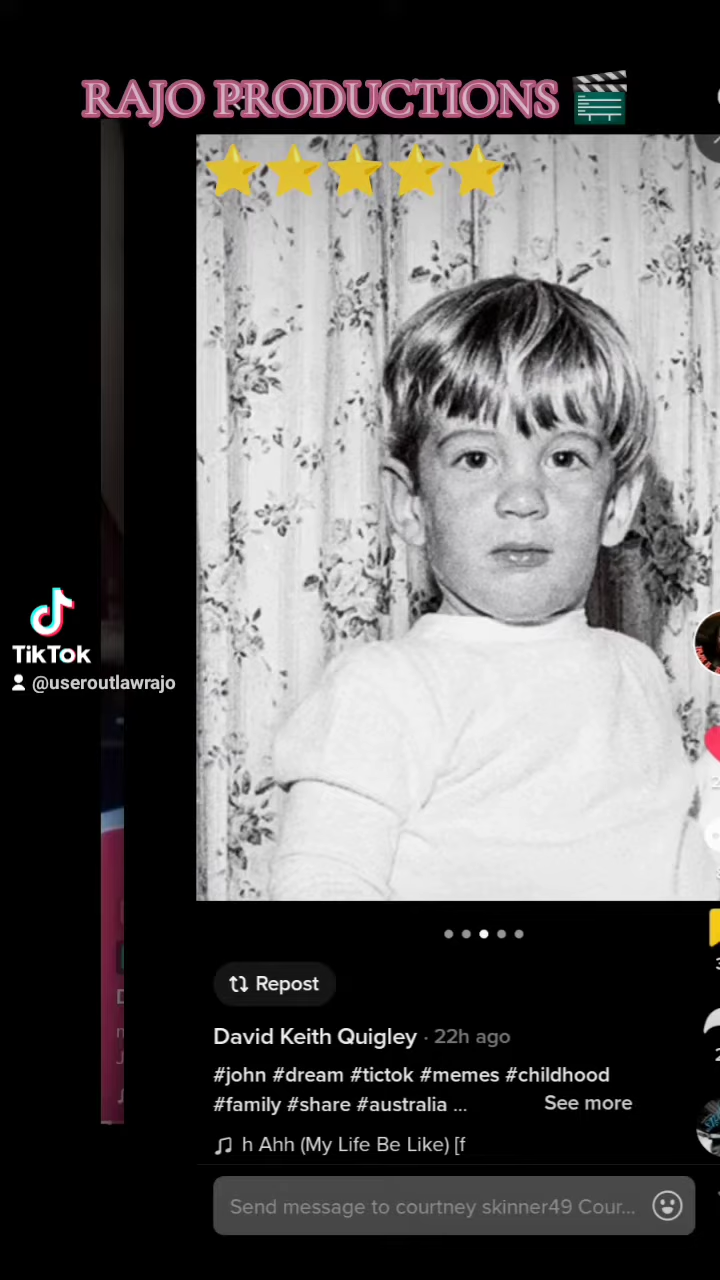 RAJO PRODUCTIONS
TikTok
@useroutlawrajo
Repost
David Keith Quigley · 22h ago
#john #dream #tictok #memes #childhood
#family #share #australia ... See more
h Ahh (My Life Be Like) [f
Send message to courtney skinner49 Cour...